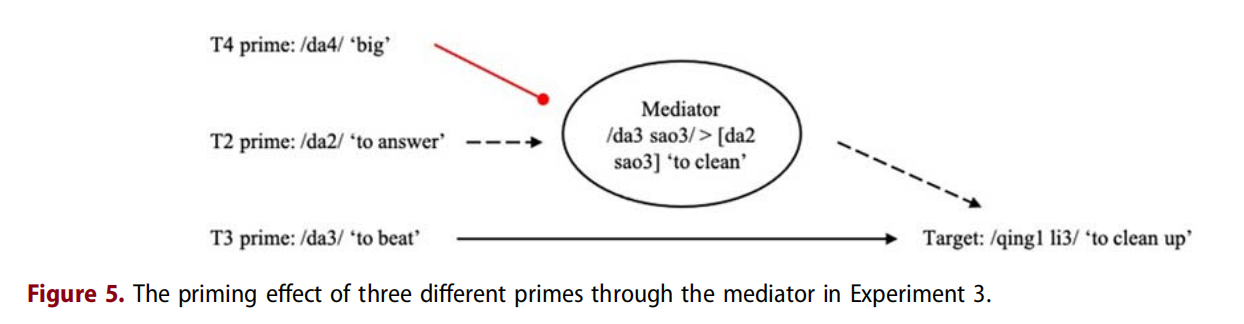 T4 prime: /da4/ ‘big’
Mediator
/da3 sao3/ > [da2
sao3] ‘to clean’
T2 prime: /da2/ ‘to answer’
T3 prime: /da3/ ‘to beat’
Target: /qing1 li3/ ‘to clean up’
Figure 5. The priming effect of three different primes through the mediator in Experiment 3.